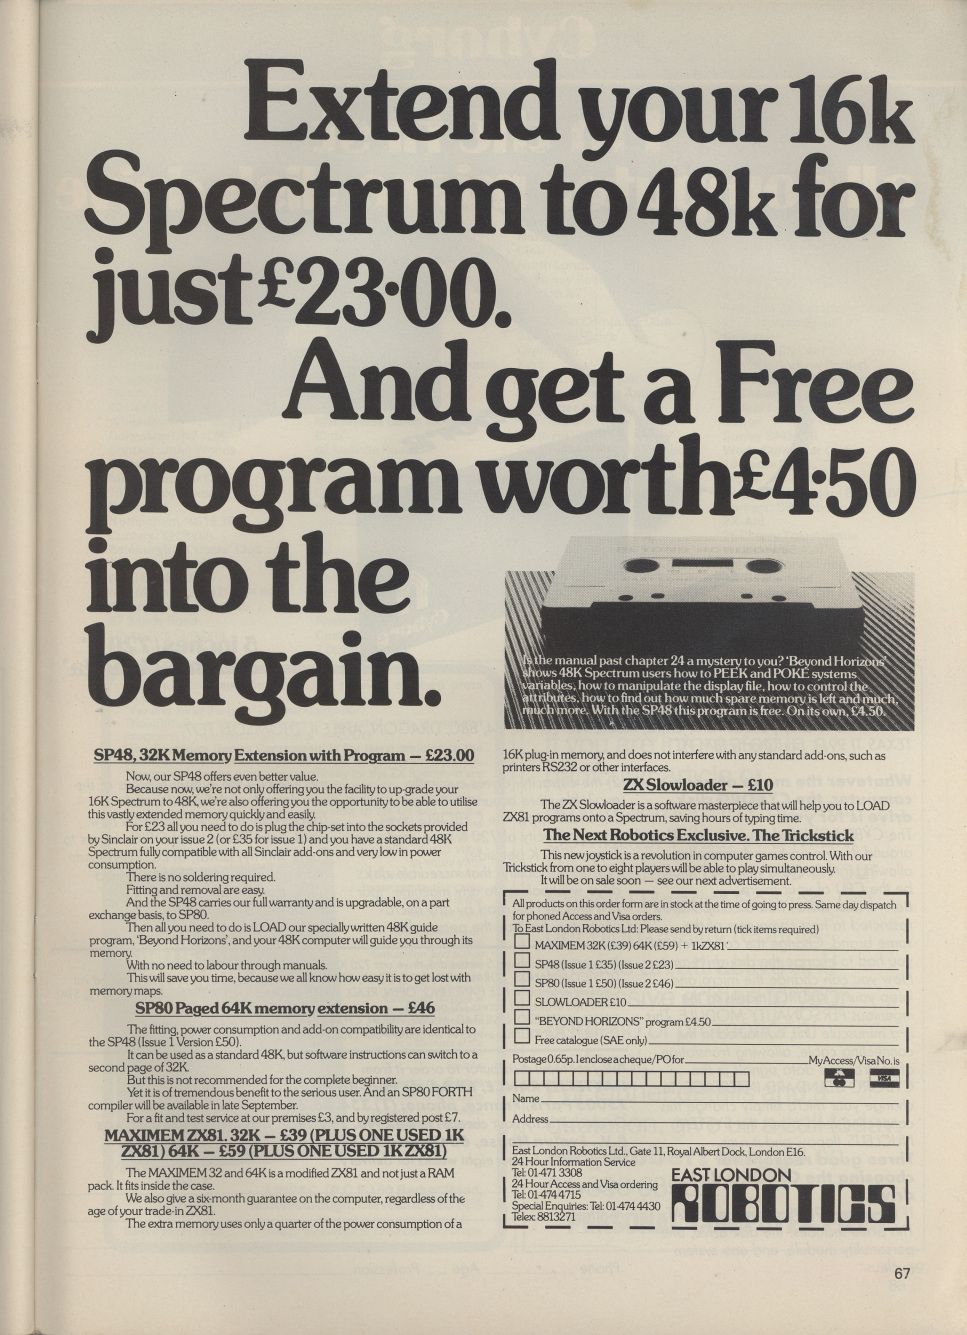 Extend your 16k
Spectrum to 48k for
just £23·00.
And get a Free
program worth £4·50
into the
bargain.
Is the manual past chapter 24 a mystery to you? 'Beyond Horizons'
shows 48K Spectrum users how to PEEK and POKE systems
variables, how to manipulate the display file, how to control the
attributes, how to find out how much spare memory is left and much,
much more. With the SP48 this program is free. On its own, £4.50.
SP48, 32K Memory Extension with Program — £23.00
Now, our SP48 offers even better value.
Because now, we're not only offering you the facility to up-grade your
16K Spectrum to 48K, we're also offering you the opportunity to be able to utilise
this vastly extended memory quickly and easily.
For £23 all you need to do is plug the chip-set into the sockets provided
by Sinclair on your issue 2 (or £35 for issue 1) and you have a standard 48K
Spectrum fully compatible with all Sinclair add-ons and very low in power
consumption.
There is no soldering required.
Fitting and removal are easy.
And the SP48 carries our full warranty and is upgradable, on a part
exchange basis, to SP80.
Then all you need to do is LOAD our specially written 48K guide
program, 'Beyond Horizons', and your 48K computer will guide you through its
memory.
With no need to labour through manuals.
This will save you time, because we all know how easy it is to get lost with
memory maps.
SP80 Paged 64K memory extension — £46
The fitting, power consumption and add-on compatibility are identical to
the SP48 (Issue 1 Version £50).
It can be used as a standard 48K, but software instructions can switch to a
second page of 32K.
But this is not recommended for the complete beginner.
Yet it is of tremendous benefit to the serious user. And an SP80 FORTH
compiler will be available in late September.
For a fit and test service at our premises £3, and by registered post £7.
MAXIMEM ZX81. 32K — £39 (PLUS ONE USED 1K
ZX81) 64K — £59 (PLUS ONE USED 1K ZX81)
The MAXIMEM 32 and 64K is a modified ZX81 and not just a RAM
pack. It fits inside the case.
We also give a six-month guarantee on the computer, regardless of the
age of your trade-in ZX81.
The extra memory uses only a quarter of the power consumption of a
16K plug-in memory, and does not interfere with any standard add-ons, such as
printers RS232 or other interfaces.
ZX Slowloader — £10
The ZX Slowloader is a software masterpiece that will help you to LOAD
ZX81 programs onto a Spectrum, saving hours of typing time.
The Next Robotics Exclusive. The Trickstick
This new joystick is a revolution in computer games control. With our
Trickstick from one to eight players will be able to play simultaneously.
It will be on sale soon — see our next advertisement.
All products on this order form are in stock at the time of going to press. Same day dispatch
for phoned Access and Visa orders.
To East London Robotics Ltd: Please send by return (tick items required)
MAXIMEM 32K (£39) 64K (£59) + 1kZX81
SP48 (Issue 1 £35) (Issue 2 £23)
SP80 (Issue 1 £50) (Issue 2 £46)
SLOWLOADER £10
"BEYOND HORIZONS" program £4.50
Free catalogue (SAE only)
Postage 0.65p. I enclose a cheque/PO for My Access/Visa No. is
VISA
Name
Address
East London Robotics Ltd., Gate 11, Royal Albert Dock, London E16.
24 Hour Information Service
Tel: 01-471 3308
24 Hour Access and Visa ordering
Tel: 01-474 4715
Special Enquiries: Tel: 01-474 4430
Telex: 8813271
EAST LONDON
ROBOTICS
67